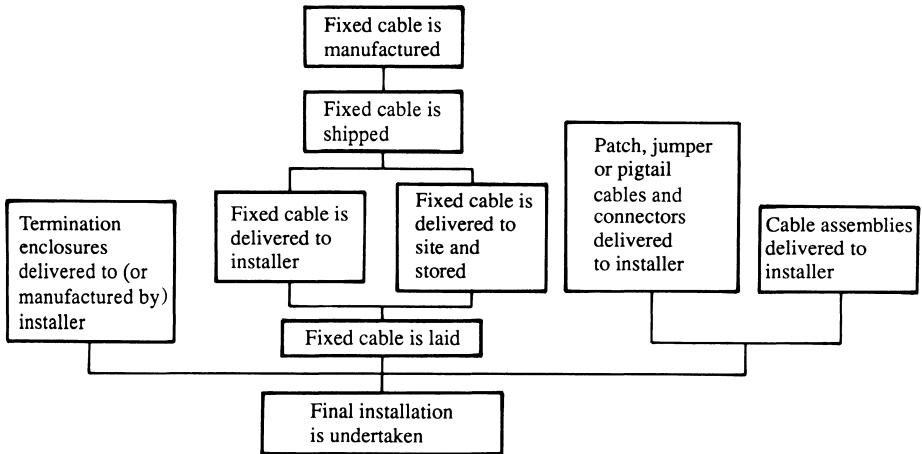 Fixed cable is
manufactured
Fixed cable is
shipped
Termination
enclosures
delivered to (or
manufactured by)
installer
Fixed cable is
delivered to
installer
Fixed cable is
delivered to
site and
stored
Patch, jumper
or pigtail
cables and
connectors
delivered
to installer
Cable assemblies
delivered to
installer
Fixed cable is laid
Final installation
is undertaken